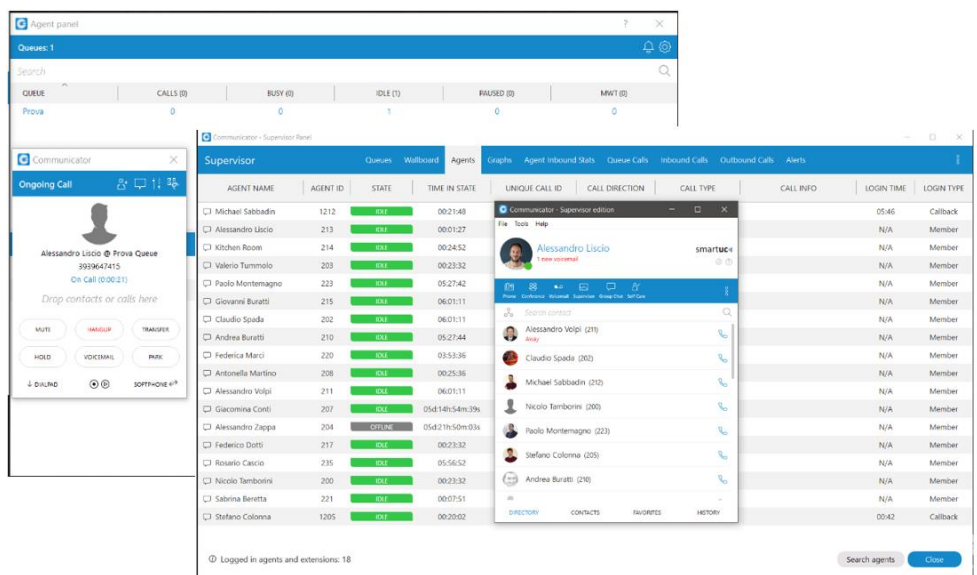 Agent panel
Queues: 1
Search
QUEUE CALLS (0) BUSY (0) IDLE (1) PAUSED (0) MWT (0)
Prova 0 0 1 0 0
Communicator
Ongoing Call
Alessandro Liscio @ Prova Queue
3939647415
On Call (0:00:21)
Drop contacts or calls here
MUTE HANGUP TRANSFER
HOLD VOICEMAIL PARK
DIALPAD SOFTPHONE
Communicator - Supervisor Panel
Supervisor Queues Wallboard Agents Graphs Agent Inbound Stats Queue Calls Inbound Calls Outbound Calls Alerts
AGENT NAME AGENT ID STATE TIME IN STATE UNIQUE CALL ID CALL DIRECTION CALL TYPE CALL INFO LOGIN TIME LOGIN TYPE
Michael Sabbadin 1212 IDLE 00:21:48 05:46 Callback
Alessandro Liscio 213 IDLE 00:01:27 N/A Member
Kitchen Room 214 IDLE 00:24:52 N/A Member
Valerio Tummolo 203 IDLE 00:23:32 N/A Member
Paolo Montemagno 223 IDLE 05:27:42 N/A Member
Giovanni Buratti 215 IDLE 06:01:11 N/A Member
Claudio Spada 202 IDLE 06:01:11 N/A Member
Andrea Buratti 210 IDLE 05:27:44 N/A Member
Federica Marci 220 IDLE 03:53:36 N/A Member
Antonella Martino 208 IDLE 00:25:36 N/A Member
Alessandro Volpi 211 IDLE 06:01:11 N/A Member
Giacomina Conti 207 IDLE 05d:14h:54m:39s N/A Member
Alessandro Zappa 204 OFFLINE 05d:21h:50m:03s N/A Member
Federico Dotti 217 IDLE 00:23:32 N/A Member
Rosario Cascio 235 IDLE 05:56:52 N/A Member
Nicolo Tamborini 200 IDLE 00:23:32 N/A Member
Sabrina Beretta 221 IDLE 00:07:51 N/A Member
Stefano Colonna 1205 IDLE 00:20:02 00:42 Callback
Logged in agents and extensions: 18
Search agents Close
Communicator - Supervisor edition
File Tools Help
Alessandro Liscio
1 new voicemail
smartuc
Phone Conference Voicemail Supervisor Group Chat Self Care
Search contact
Alessandro Volpi (211)
Away
Claudio Spada (202)
Michael Sabbadin (212)
Nicolo Tamborini (200)
Paolo Montemagno (223)
Stefano Colonna (205)
Andrea Buratti (210)
DIRECTORY CONTACTS FAVORITES HISTORY